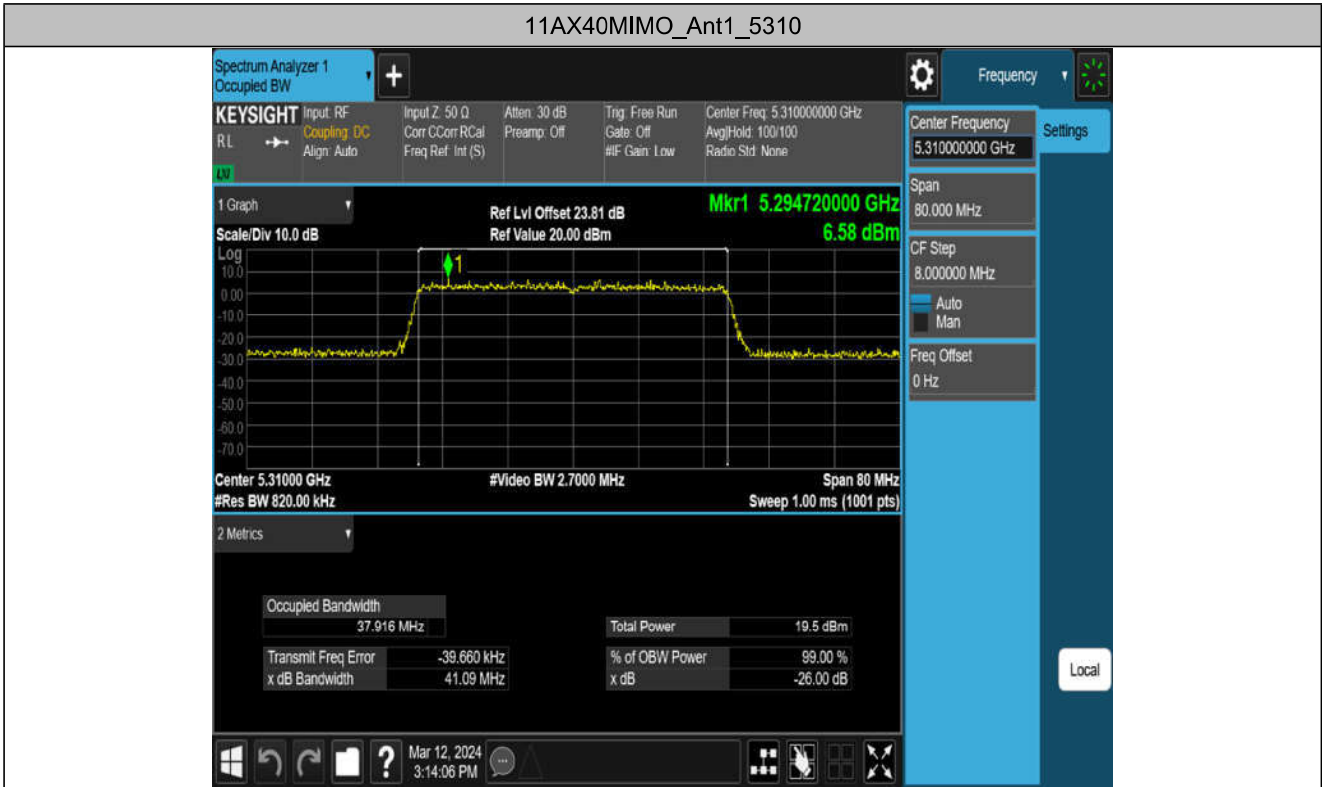 11AX40MIMO_Ant1_5310
Spectrum Analyzer 1
Occupied BW
+
Frequency
KEYSIGHT
RL
LXI
Input: RF
Coupling: DC
Align: Auto
Input Z: 50 Ω
Corr CCorr RCal
Freq Ref: Int (S)
Atten: 30 dB
Preamp: Off
Trig: Free Run
Gate: Off
#IF Gain: Low
Center Freq: 5.310000000 GHz
Avg|Hold: 100/100
Radio Std: None
Center Frequency
5.310000000 GHz
Settings
Span
80.000 MHz
CF Step
8.000000 MHz
Auto
Man
Freq Offset
0 Hz
Local
1 Graph
Scale/Div 10.0 dB
Ref Lvl Offset 23.81 dB
Ref Value 20.00 dBm
Mkr1 5.294720000 GHz
6.58 dBm
Log
1
10.0
0.00
-10.0
-20.0
-30.0
-40.0
-50.0
-60.0
-70.0
Center 5.31000 GHz
#Video BW 2.7000 MHz
Span 80 MHz
#Res BW 820.00 kHz
Sweep 1.00 ms (1001 pts)
2 Metrics
Occupied Bandwidth
37.916 MHz
Total Power 19.5 dBm
Transmit Freq Error -39.660 kHz
% of OBW Power 99.00 %
x dB Bandwidth 41.09 MHz
x dB -26.00 dB
?
Mar 12, 2024
3:14:06 PM